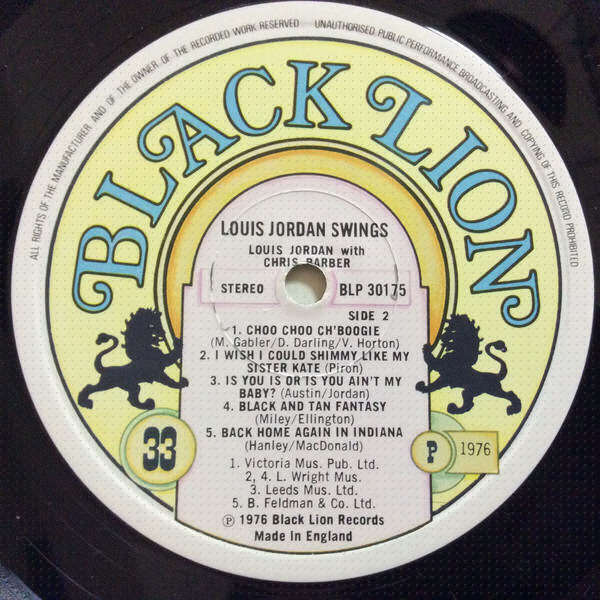 ALL RIGHTS OF THE MANUFACTURER AND OF THE OWNER OF THE RECORDED WORK RESERVED
UNAUTHORISED PUBLIC PERFORMANCE BROADCASTING AND COPYING OF THIS RECORD PROHIBITED
BLACK LION
LOUIS JORDAN SWINGS
LOUIS JORDAN with
CHRIS BARBER
STEREO
BLP 30175
SIDE 2
1. CHOO CHOO CH'BOOGIE
(M. Gabler/D. Darling/V. Horton)
2. I WISH I COULD SHIMMY LIKE MY
SISTER KATE (Piron)
3. IS YOU IS OR IS YOU AIN'T MY
BABY? (Austin/Jordan)
4. BLACK AND TAN FANTASY
(Miley/Ellington)
5. BACK HOME AGAIN IN INDIANA
(Hanley/MacDonald)
33
P 1976
1. Victoria Mus. Pub. Ltd.
2, 4. L. Wright Mus.
3. Leeds Mus. Ltd.
5. B. Feldman & Co. Ltd.
℗ 1976 Black Lion Records
Made in England